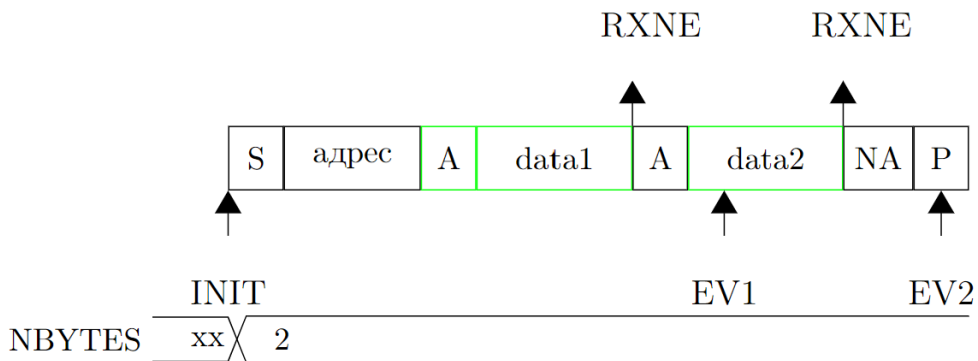 RXNE RXNE
S адрес A data1 A data2 NA P
INIT EV1 EV2
NBYTES xx 2